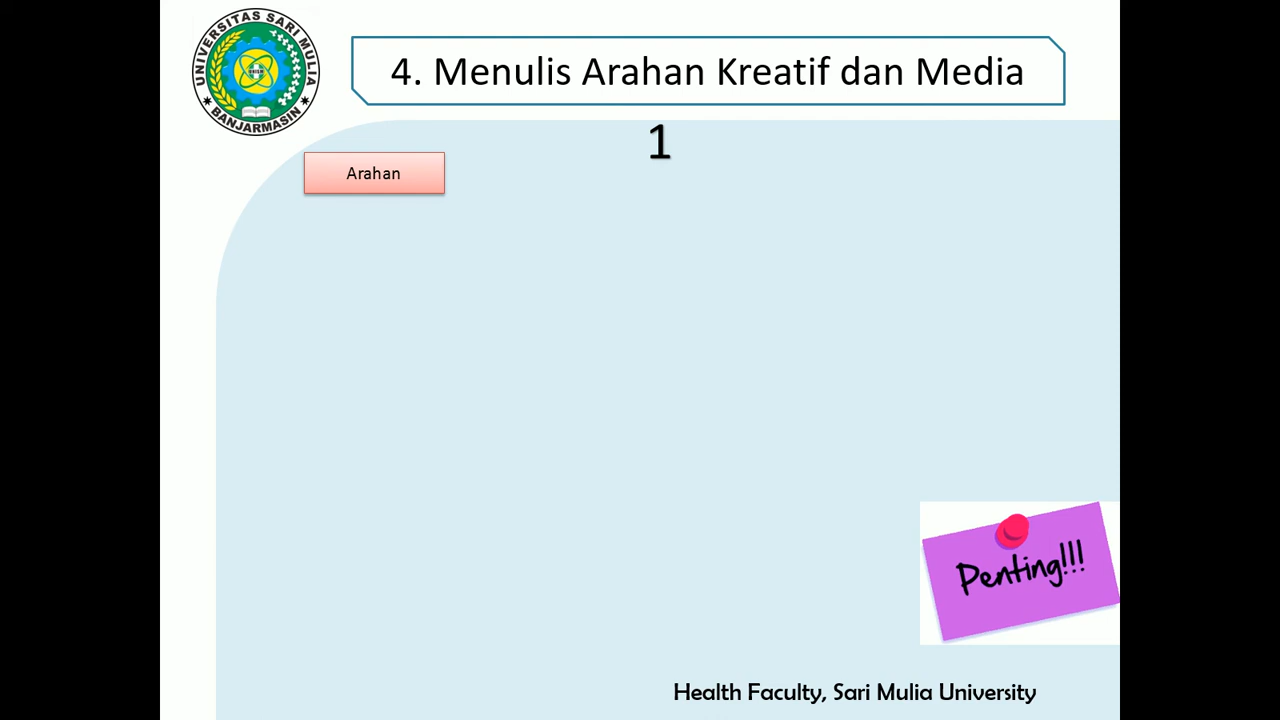 UNIVERSITAS SARI MULIA
BANJARMASIN
4. Menulis Arahan Kreatif dan Media
1
Arahan
Penting!!!
Health Faculty, Sari Mulia University